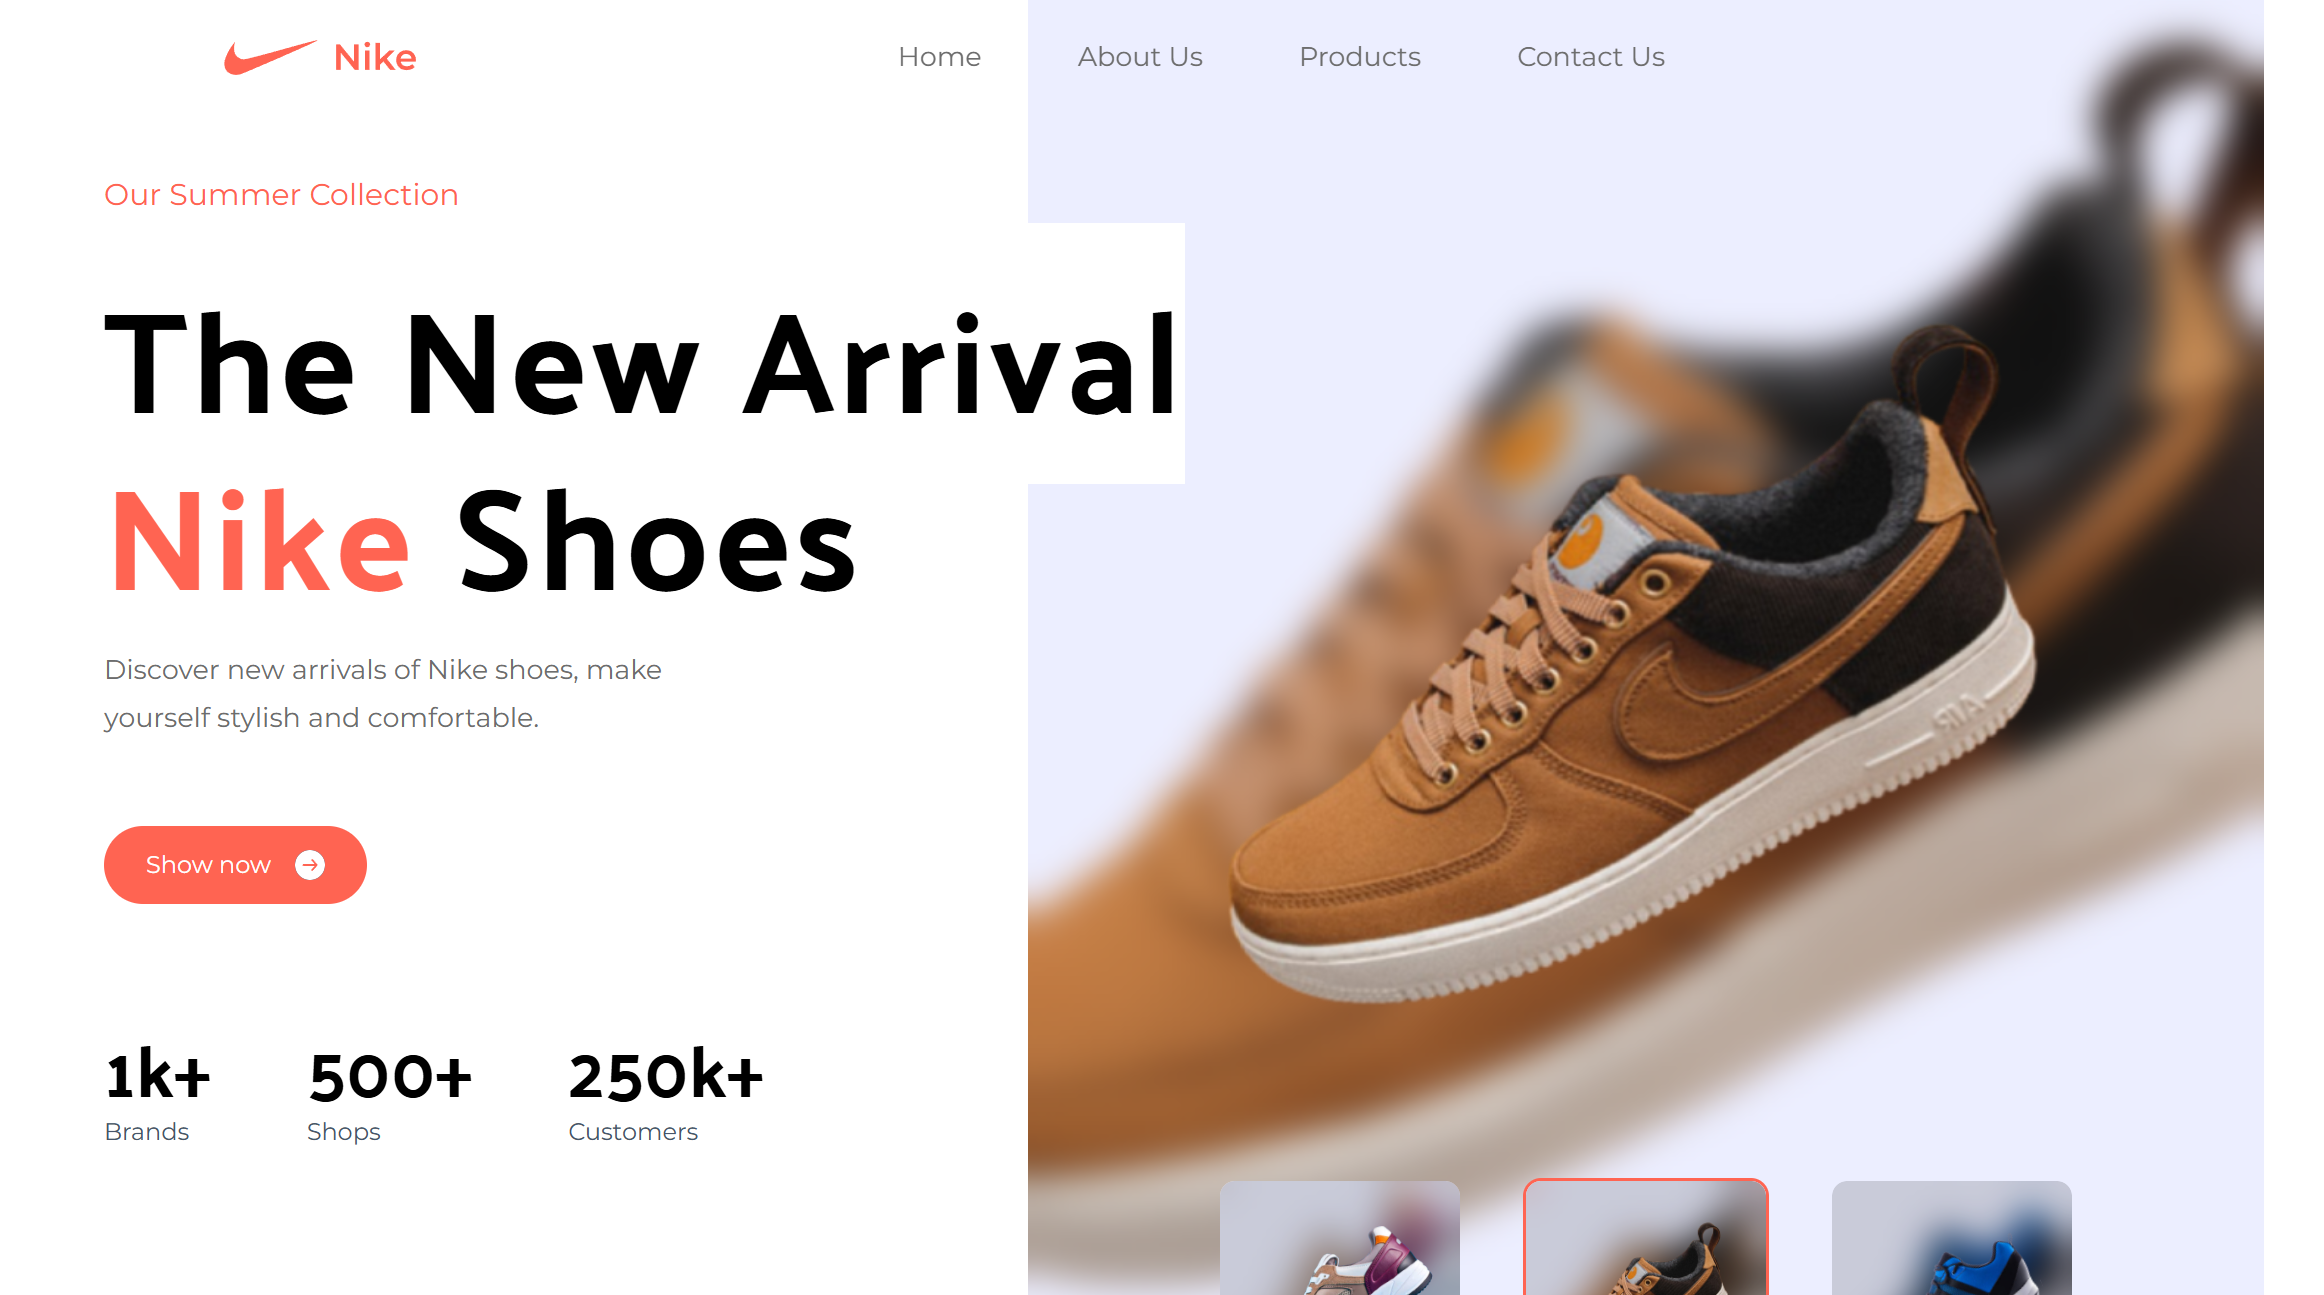 Nike
Home
About Us
Products
Contact Us
Our Summer Collection
The New Arrival
Nike Shoes
Discover new arrivals of Nike shoes, make
yourself stylish and comfortable.
Show now
1k+
Brands
500+
Shops
250k+
Customers
AIR